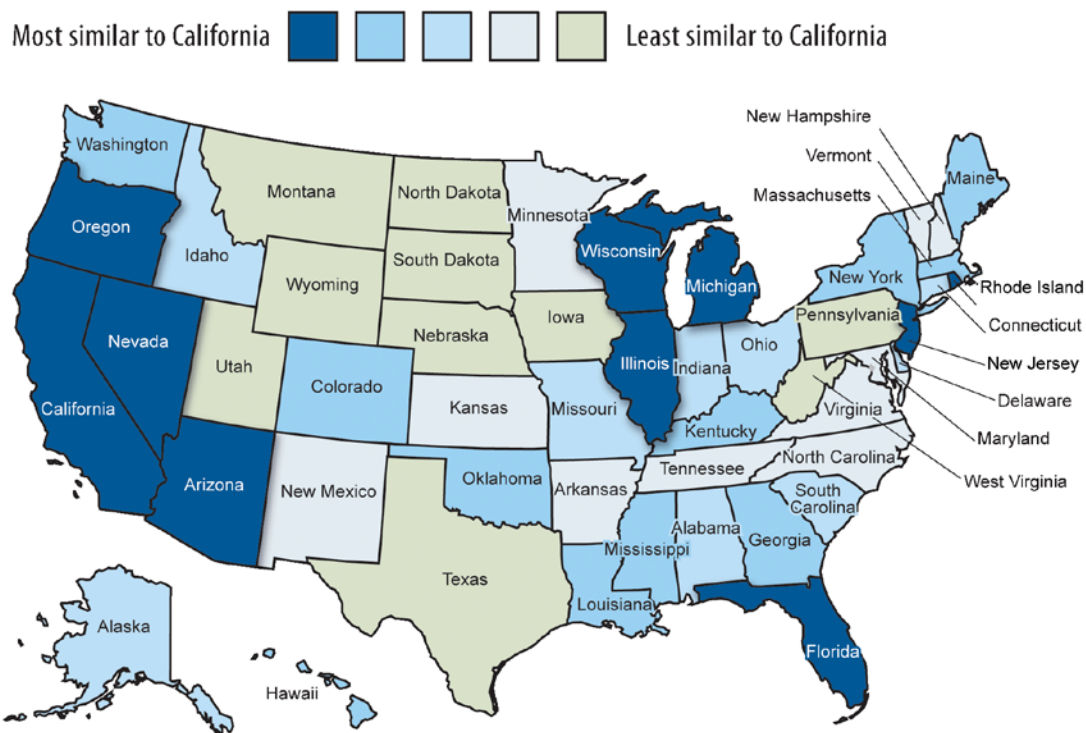 Most similar to California
Least similar to California
New Hampshire
Vermont
Massachusetts
Washington
Maine
Montana
North Dakota
Minnesota
Oregon
Idaho
Wisconsin
South Dakota
New York
Michigan
Wyoming
Rhode Island
Iowa
Pennsylvania
Connecticut
Nebraska
Nevada
Ohio
Illinois
Indiana
New Jersey
Utah
Colorado
Delaware
California
Kansas
Missouri
Virginia
Kentucky
Maryland
North Carolina
Tennessee
West Virginia
Oklahoma
Arizona
New Mexico
Arkansas
South
Carolina
Alabama
Georgia
Mississippi
Texas
Louisiana
Alaska
Florida
Hawaii